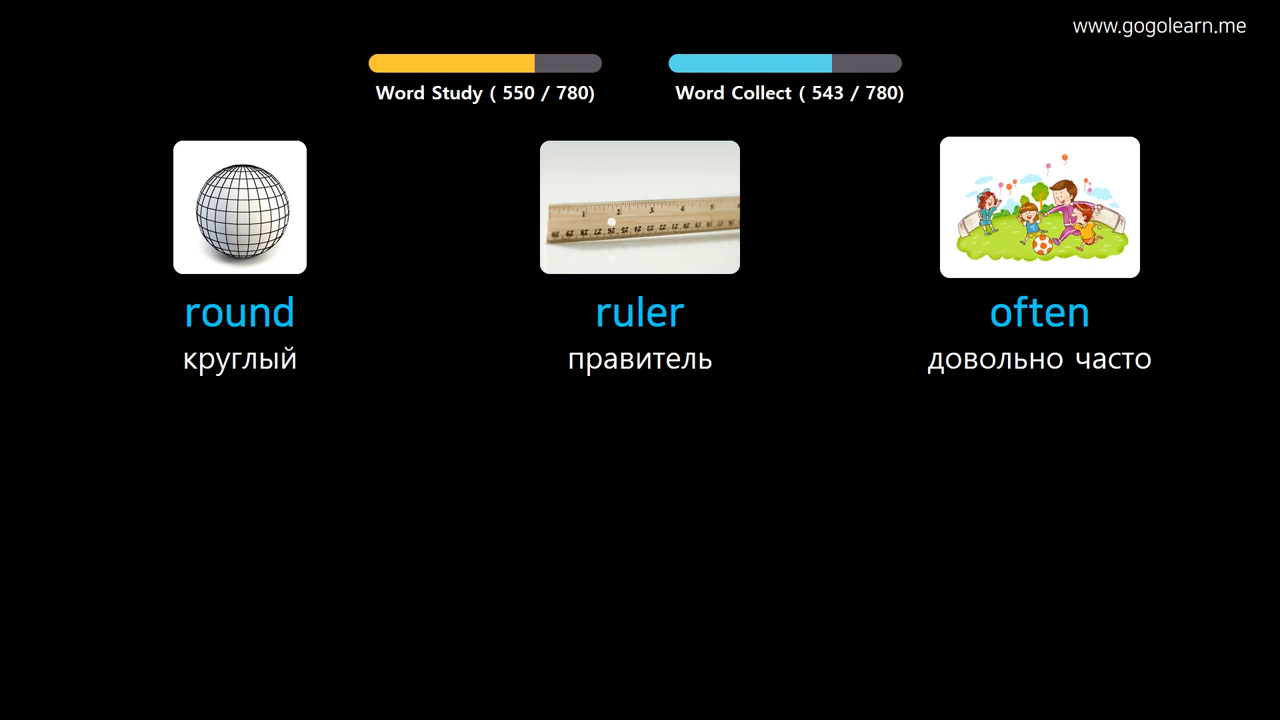 www.gogolearn.me
Word Study ( 550 / 780)
Word Collect ( 543 / 780)
round
ruler
often
круглый
правитель
довольно часто